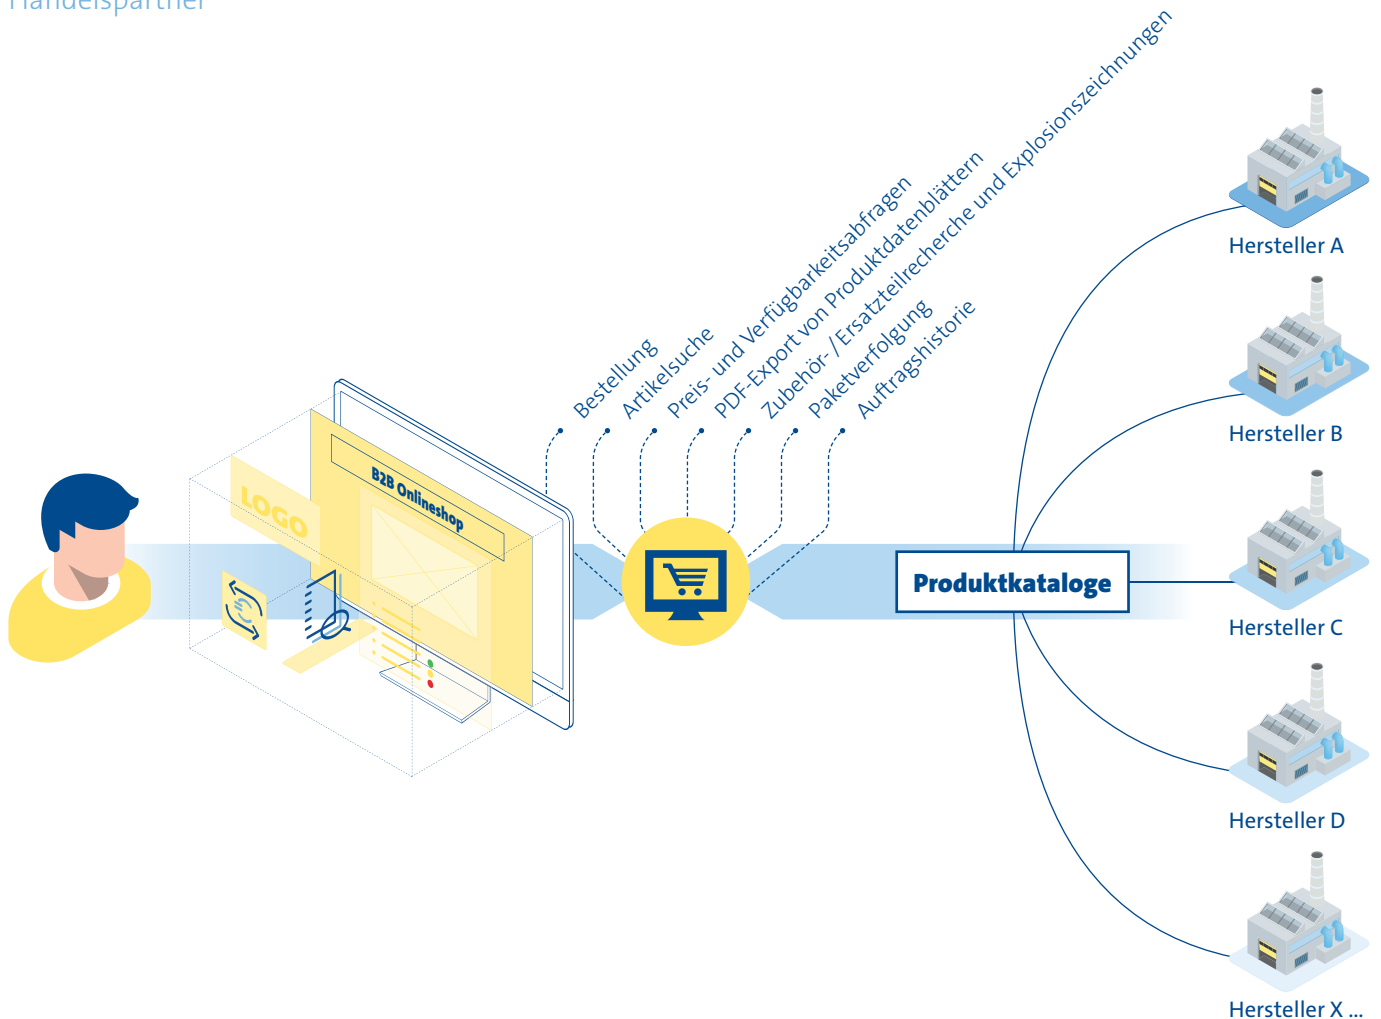 Handelspartner
Bestellung
Artikelsuche
Preis- und Verfügbarkeitsabfragen
PDF-Export von Produktdatenblättern
Zubehör- / Ersatzteilrecherche und Explosionszeichnungen
Paketverfolgung
Auftragshistorie
B2B Onlineshop
LOGO
Produktkataloge
Hersteller A
Hersteller B
Hersteller C
Hersteller D
Hersteller X ...